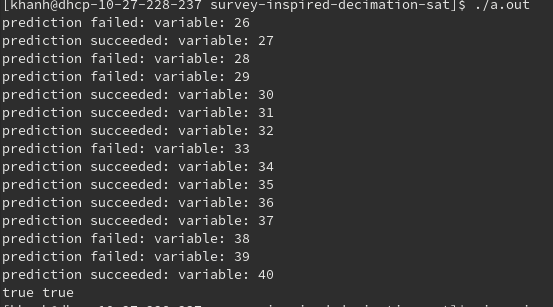 [khanh@dhcp-10-27-228-237 survey-inspired-decimation-sat]$ ./a.out
prediction failed: variable: 26
prediction succeeded: variable: 27
prediction failed: variable: 28
prediction failed: variable: 29
prediction succeeded: variable: 30
prediction succeeded: variable: 31
prediction succeeded: variable: 32
prediction failed: variable: 33
prediction succeeded: variable: 34
prediction succeeded: variable: 35
prediction succeeded: variable: 36
prediction succeeded: variable: 37
prediction failed: variable: 38
prediction failed: variable: 39
prediction succeeded: variable: 40
true true